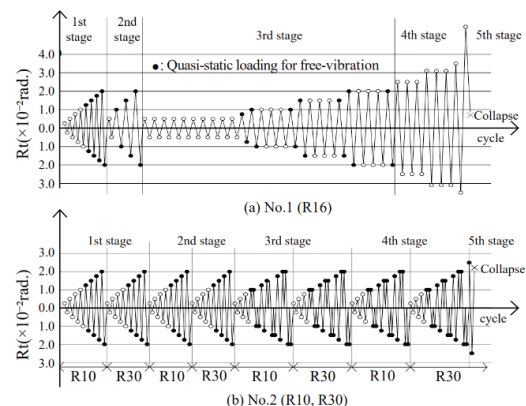 1st stage 2nd stage 3rd stage 4th stage 5th stage
●: Quasi-static loading for free-vibration
Rt(×10⁻²rad.)
4.0
3.0
2.0
1.0
0.0
1.0
2.0
3.0
Collapse
cycle
(a) No.1 (R16)
1st stage 2nd stage 3rd stage 4th stage 5th stage
Rt(×10⁻²rad.)
3.0
2.0
1.0
0.0
1.0
2.0
3.0
Collapse
cycle
R10 R30 R10 R30 R10 R30 R10 R30
(b) No.2 (R10, R30)